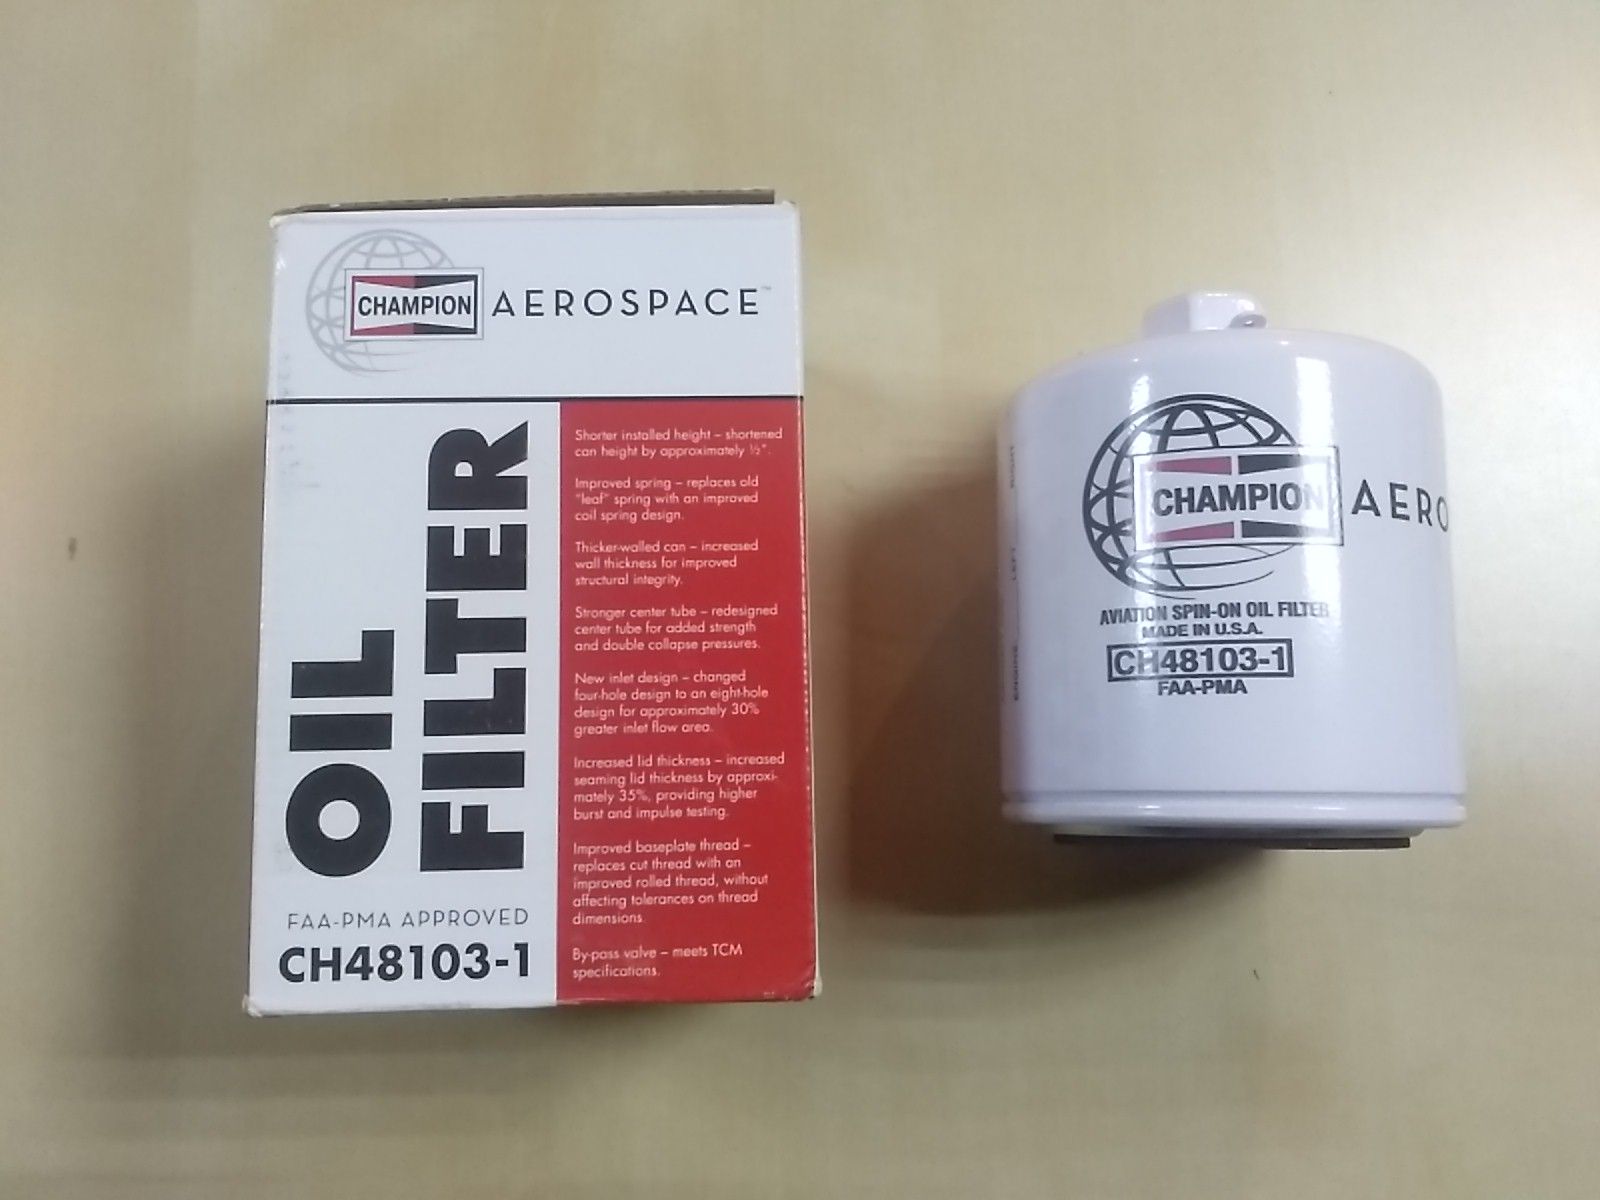 CHAMPION AEROSPACE™
OIL
FILTER
FAA-PMA APPROVED
CH48103-1
Shorter installed height – shortened
can height by approximately ½".
Improved spring – replaces old
"leaf" spring with an improved
coil spring design.
Thicker-walled can – increased
wall thickness for improved
structural integrity.
Stronger center tube – redesigned
center tube for added strength
and double collapse pressures.
New inlet design – changed
four-hole design to an eight-hole
design for approximately 30%
greater inlet flow area.
Increased lid thickness – increased
seaming lid thickness by approxi-
mately 35%, providing higher
burst and impulse testing.
Improved baseplate thread –
replaces cut thread with an
improved rolled thread, without
affecting tolerances on thread
dimensions.
By-pass valve – meets TCM
specifications.
CHAMPION AERO
AVIATION SPIN-ON OIL FILTER
MADE IN U.S.A.
CH48103-1
FAA-PMA
ENGINE LEFT RIGHT